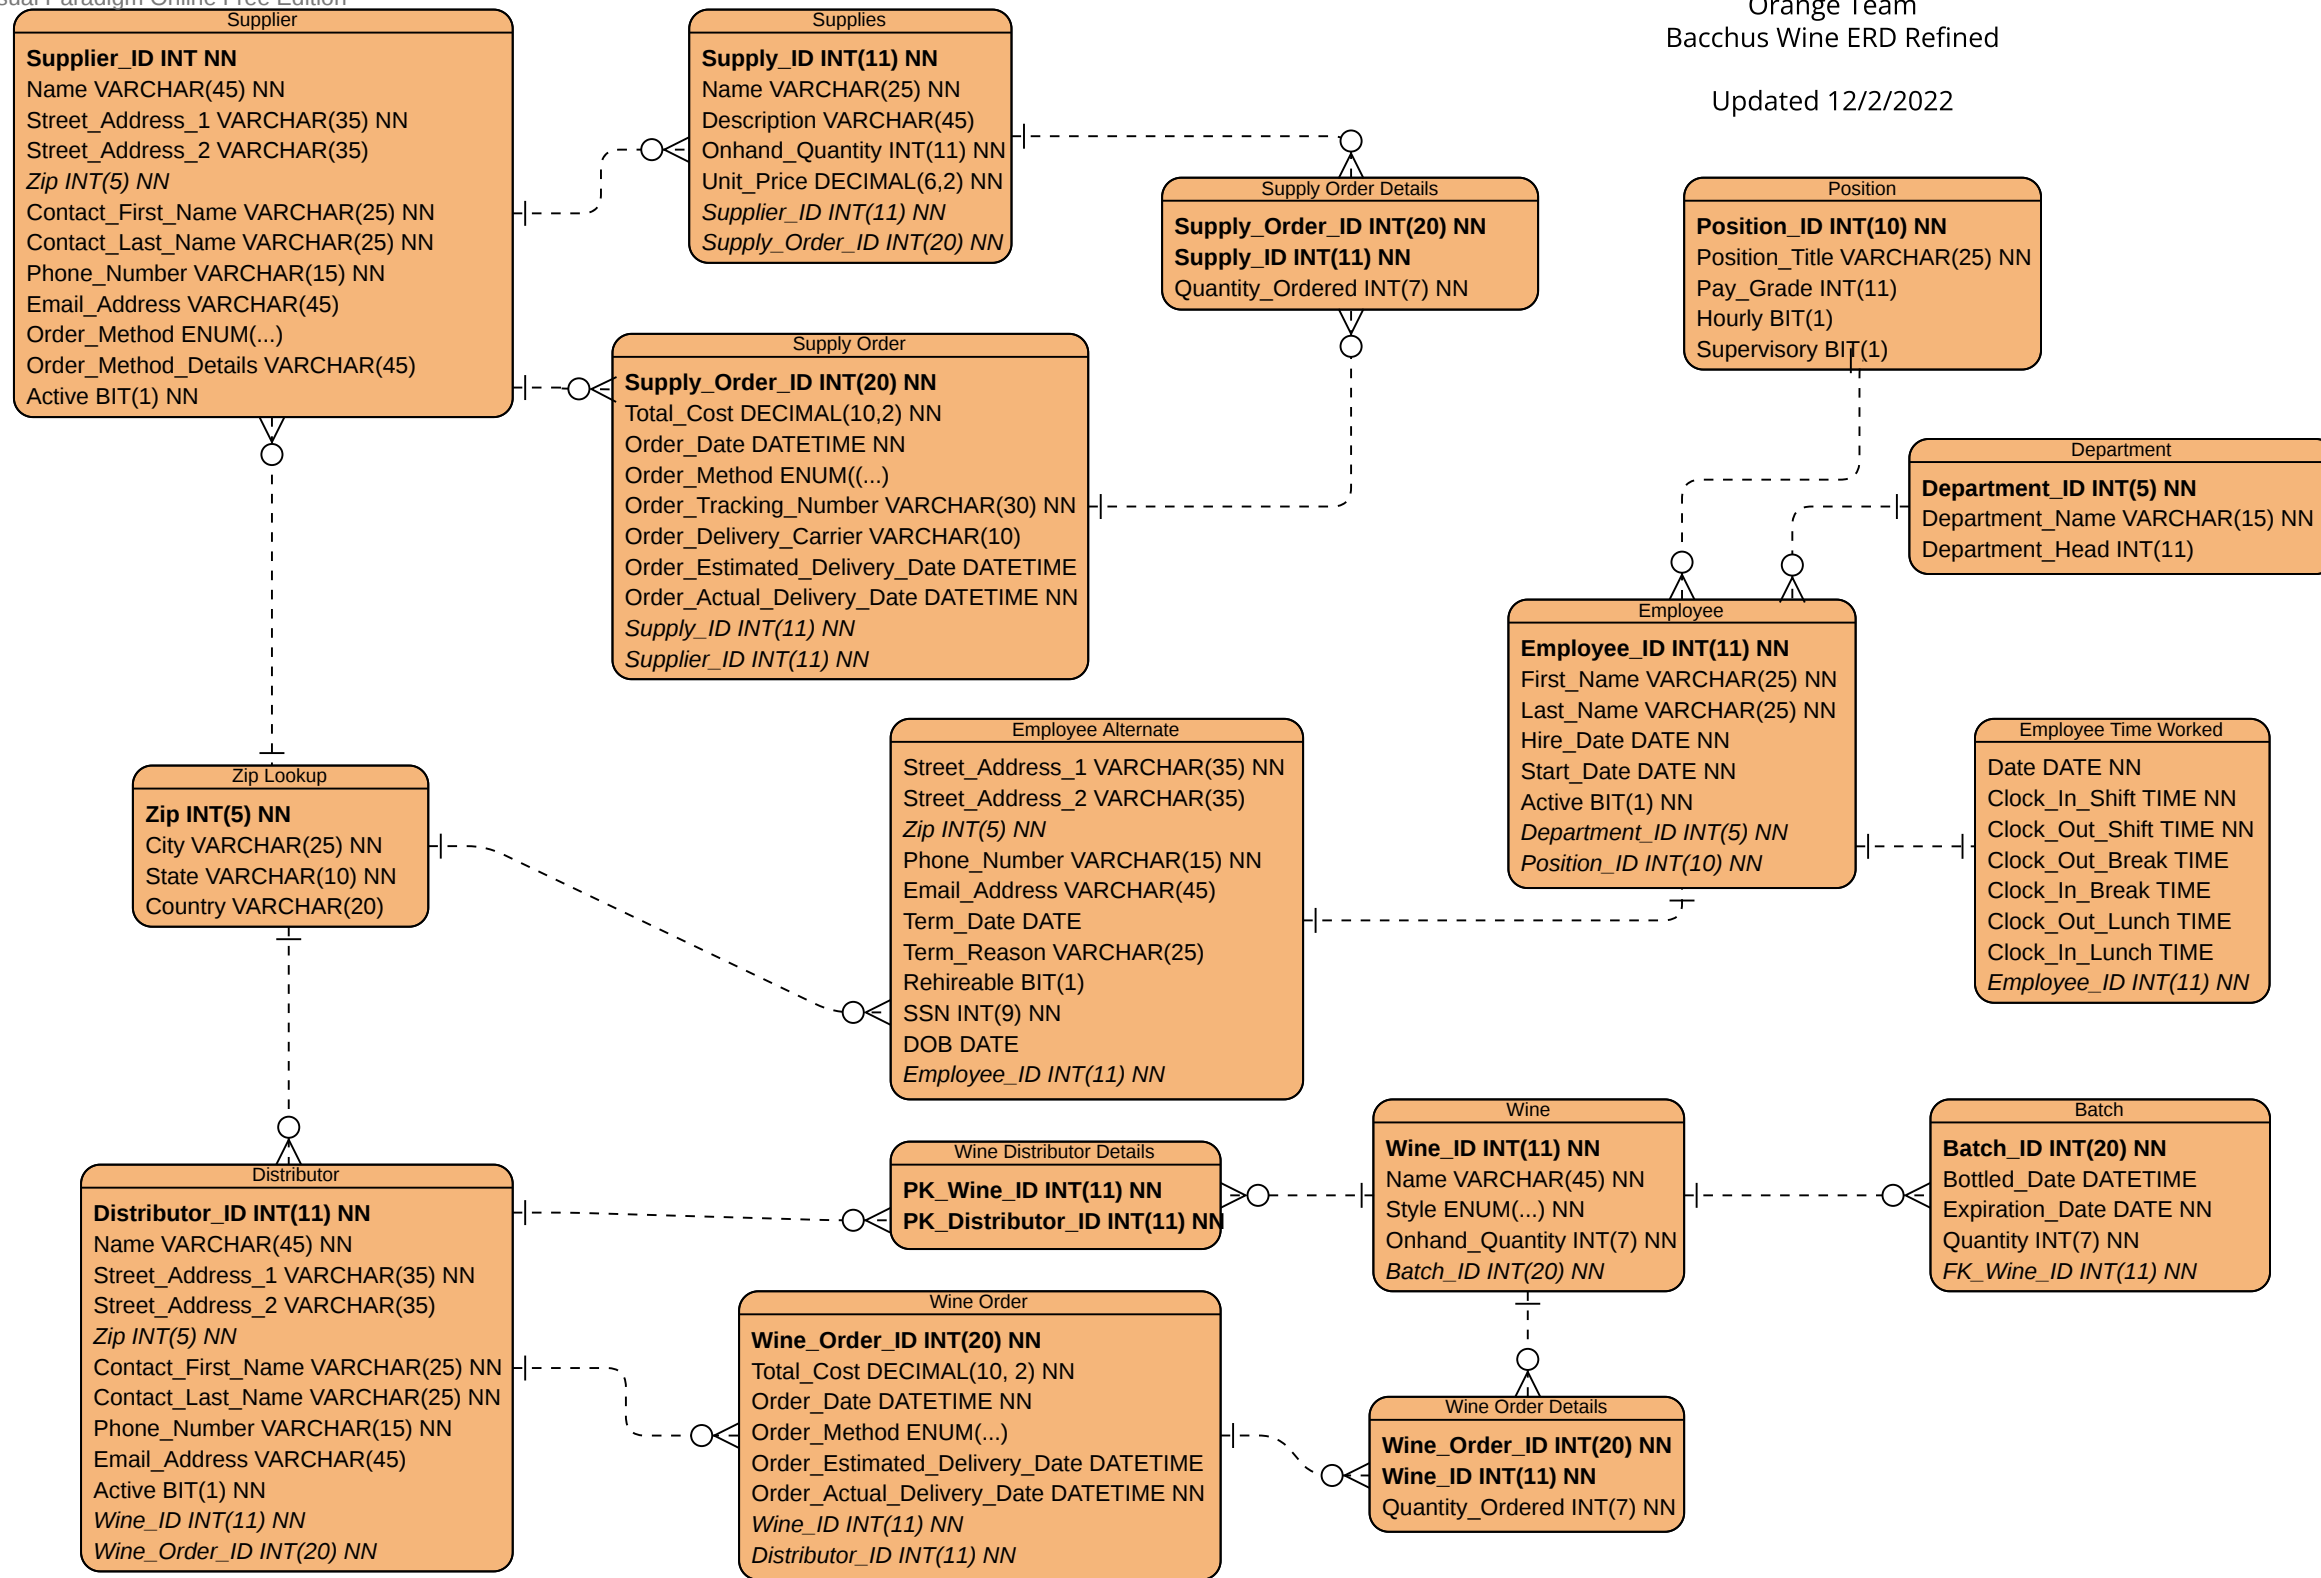 sual Paradigm Online Free Edition
Orange Team
Bacchus Wine ERD Refined
Updated 12/2/2022
Supplier
Supplier_ID INT NN
Name VARCHAR(45) NN
Street_Address_1 VARCHAR(35) NN
Street_Address_2 VARCHAR(35)
Zip INT(5) NN
Contact_First_Name VARCHAR(25) NN
Contact_Last_Name VARCHAR(25) NN
Phone_Number VARCHAR(15) NN
Email_Address VARCHAR(45)
Order_Method ENUM(...)
Order_Method_Details VARCHAR(45)
Active BIT(1) NN
Supplies
Supply_ID INT(11) NN
Name VARCHAR(25) NN
Description VARCHAR(45)
Onhand_Quantity INT(11) NN
Unit_Price DECIMAL(6,2) NN
Supplier_ID INT(11) NN
Supply_Order_ID INT(20) NN
Supply Order Details
Supply_Order_ID INT(20) NN
Supply_ID INT(11) NN
Quantity_Ordered INT(7) NN
Position
Position_ID INT(10) NN
Position_Title VARCHAR(25) NN
Pay_Grade INT(11)
Hourly BIT(1)
Supervisory BIT(1)
Supply Order
Supply_Order_ID INT(20) NN
Total_Cost DECIMAL(10,2) NN
Order_Date DATETIME NN
Order_Method ENUM((...)
Order_Tracking_Number VARCHAR(30) NN
Order_Delivery_Carrier VARCHAR(10)
Order_Estimated_Delivery_Date DATETIME
Order_Actual_Delivery_Date DATETIME NN
Supply_ID INT(11) NN
Supplier_ID INT(11) NN
Department
Department_ID INT(5) NN
Department_Name VARCHAR(15) NN
Department_Head INT(11)
Employee
Employee_ID INT(11) NN
First_Name VARCHAR(25) NN
Last_Name VARCHAR(25) NN
Hire_Date DATE NN
Start_Date DATE NN
Active BIT(1) NN
Department_ID INT(5) NN
Position_ID INT(10) NN
Zip Lookup
Zip INT(5) NN
City VARCHAR(25) NN
State VARCHAR(10) NN
Country VARCHAR(20)
Employee Alternate
Street_Address_1 VARCHAR(35) NN
Street_Address_2 VARCHAR(35)
Zip INT(5) NN
Phone_Number VARCHAR(15) NN
Email_Address VARCHAR(45)
Term_Date DATE
Term_Reason VARCHAR(25)
Rehireable BIT(1)
SSN INT(9) NN
DOB DATE
Employee_ID INT(11) NN
Employee Time Worked
Date DATE NN
Clock_In_Shift TIME NN
Clock_Out_Shift TIME NN
Clock_Out_Break TIME
Clock_In_Break TIME
Clock_Out_Lunch TIME
Clock_In_Lunch TIME
Employee_ID INT(11) NN
Distributor
Distributor_ID INT(11) NN
Name VARCHAR(45) NN
Street_Address_1 VARCHAR(35) NN
Street_Address_2 VARCHAR(35)
Zip INT(5) NN
Contact_First_Name VARCHAR(25) NN
Contact_Last_Name VARCHAR(25) NN
Phone_Number VARCHAR(15) NN
Email_Address VARCHAR(45)
Active BIT(1) NN
Wine_ID INT(11) NN
Wine_Order_ID INT(20) NN
Wine Distributor Details
PK_Wine_ID INT(11) NN
PK_Distributor_ID INT(11) NN
Wine
Wine_ID INT(11) NN
Name VARCHAR(45) NN
Style ENUM(...) NN
Onhand_Quantity INT(7) NN
Batch_ID INT(20) NN
Batch
Batch_ID INT(20) NN
Bottled_Date DATETIME
Expiration_Date DATE NN
Quantity INT(7) NN
FK_Wine_ID INT(11) NN
Wine Order
Wine_Order_ID INT(20) NN
Total_Cost DECIMAL(10, 2) NN
Order_Date DATETIME NN
Order_Method ENUM(...)
Order_Estimated_Delivery_Date DATETIME
Order_Actual_Delivery_Date DATETIME NN
Wine_ID INT(11) NN
Distributor_ID INT(11) NN
Wine Order Details
Wine_Order_ID INT(20) NN
Wine_ID INT(11) NN
Quantity_Ordered INT(7) NN